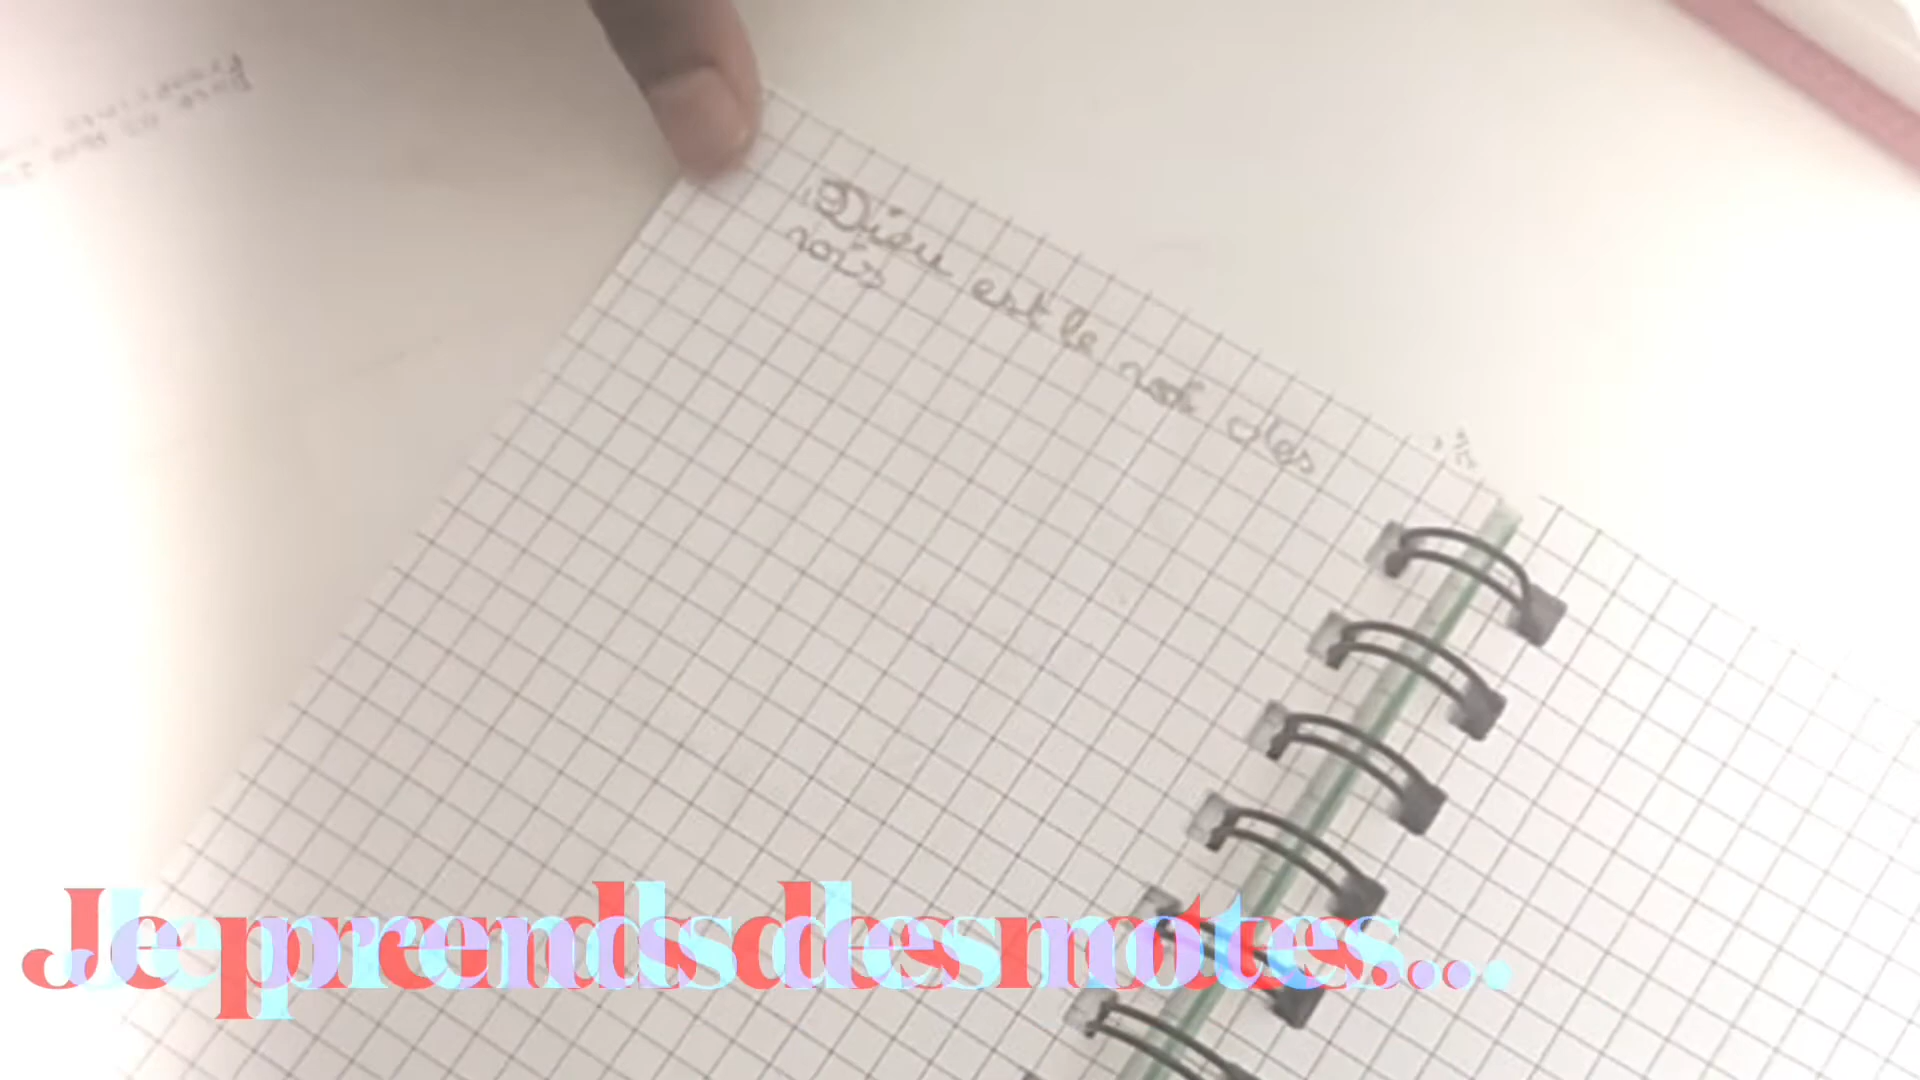 Dieu est le roi des
rois
Je prends des notes...